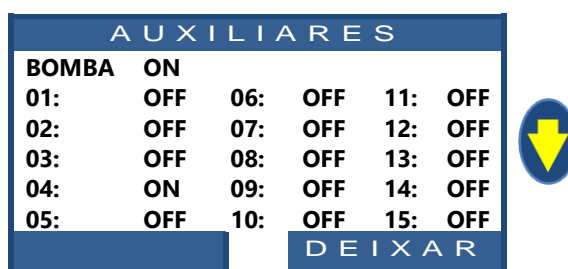 AUXILIARES
BOMBA ON
01: OFF 06: OFF 11: OFF
02: OFF 07: OFF 12: OFF
03: OFF 08: OFF 13: OFF
04: ON 09: OFF 14: OFF
05: OFF 10: OFF 15: OFF
DEIXAR